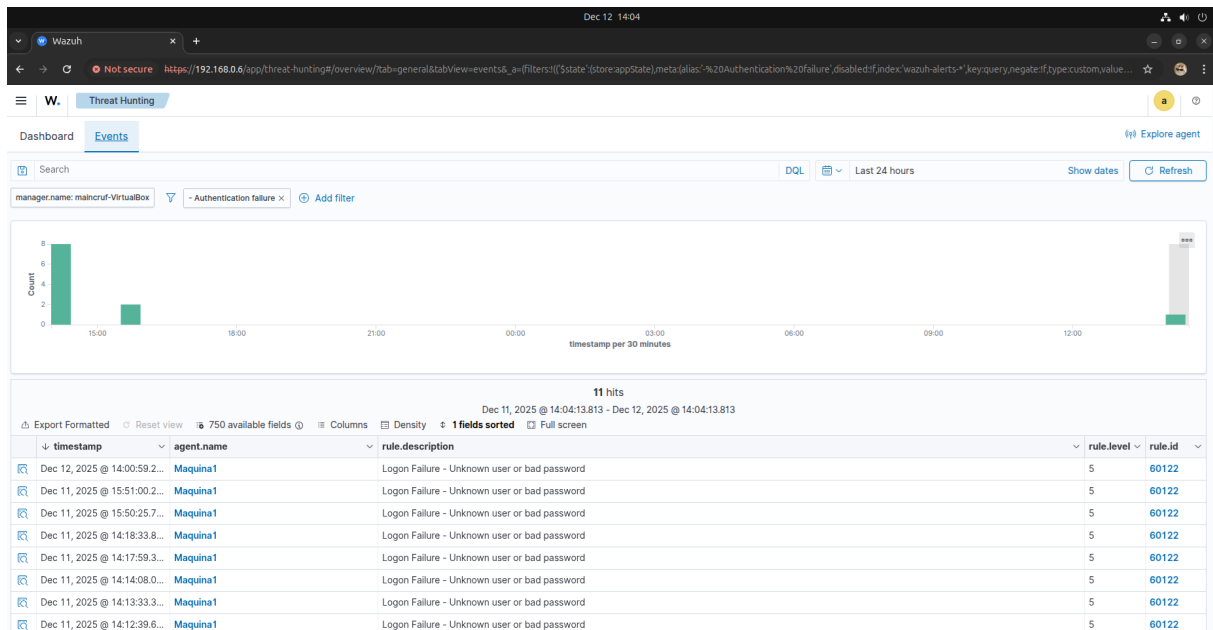 Dec 12 14:04
Wazuh
Not secure https://192.168.0.6/app/threat-hunting#/overview/?tab=general&tabView=events&_a=(filters:!(('$state':(store:appState),meta:(alias:'-%20Authentication%20failure',disabled:!f,index:'wazuh-alerts-*',key:query,negate:!f,type:custom,value...
W. Threat Hunting a
Dashboard Events Explore agent
Search DQL Last 24 hours Show dates Refresh
manager.name: maincruf-VirtualBox - Authentication failure × Add filter
8
6
4
2
0
Count
15:00 18:00 21:00 00:00 03:00 06:00 09:00 12:00
timestamp per 30 minutes
11 hits
Dec 11, 2025 @ 14:04:13.813 - Dec 12, 2025 @ 14:04:13.813
Export Formatted Reset view 750 available fields Columns Density 1 fields sorted Full screen
timestamp agent.name rule.description rule.level rule.id
Dec 12, 2025 @ 14:00:59.2... Maquina1 Logon Failure - Unknown user or bad password 5 60122
Dec 11, 2025 @ 15:51:00.2... Maquina1 Logon Failure - Unknown user or bad password 5 60122
Dec 11, 2025 @ 15:50:25.7... Maquina1 Logon Failure - Unknown user or bad password 5 60122
Dec 11, 2025 @ 14:18:33.8... Maquina1 Logon Failure - Unknown user or bad password 5 60122
Dec 11, 2025 @ 14:17:59.3... Maquina1 Logon Failure - Unknown user or bad password 5 60122
Dec 11, 2025 @ 14:14:08.0... Maquina1 Logon Failure - Unknown user or bad password 5 60122
Dec 11, 2025 @ 14:13:33.3... Maquina1 Logon Failure - Unknown user or bad password 5 60122
Dec 11, 2025 @ 14:12:39.6... Maquina1 Logon Failure - Unknown user or bad password 5 60122